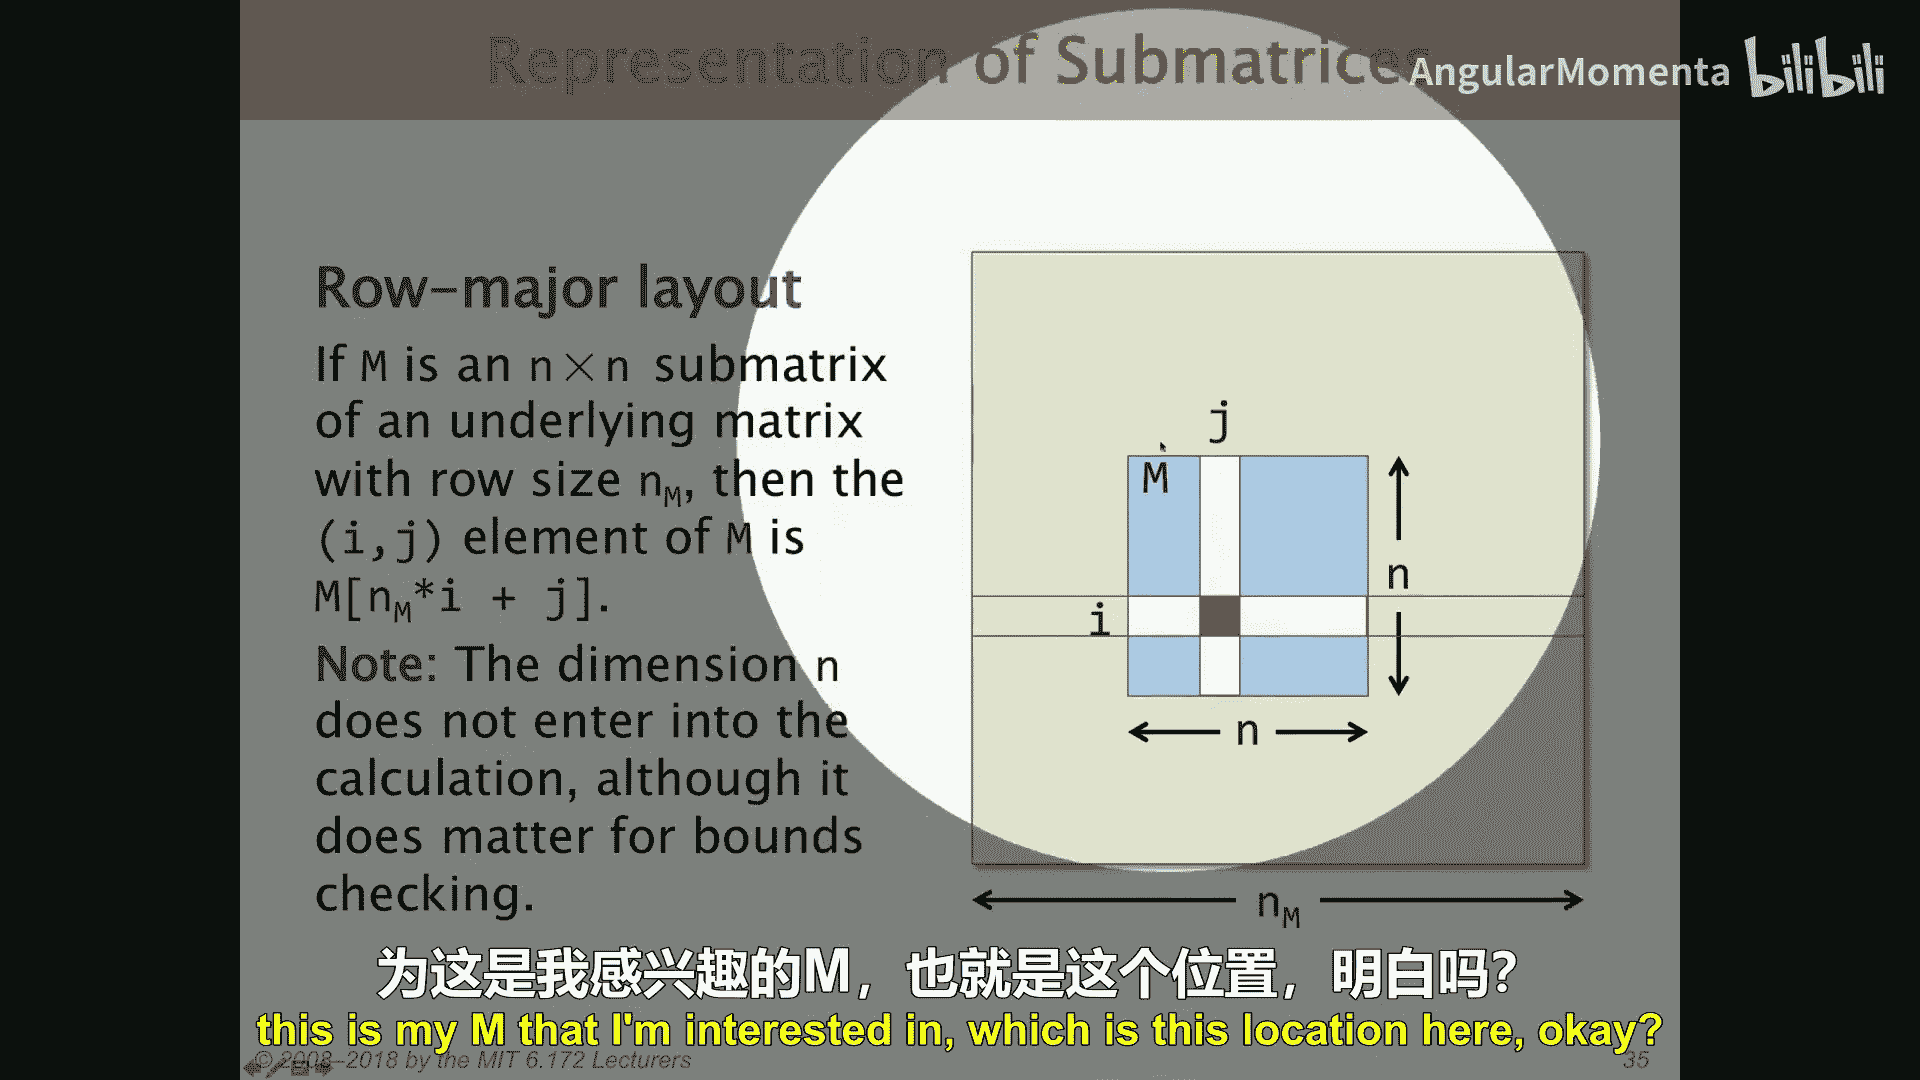 Representation of Submatrices
AngularMomenta bilibili
Row-major layout
If M is an n×n submatrix
of an underlying matrix
with row size nM, then the
(i,j) element of M is
M[nM*i + j].
Note: The dimension n
does not enter into the
calculation, although it
does matter for bounds
checking.
j
M
n
i
n
nM
为这是我感兴趣的M，也就是这个位置，明白吗？
this is my M that I'm interested in, which is this location here, okay?
© 2008–2018 by the MIT 6.172 Lecturers
35